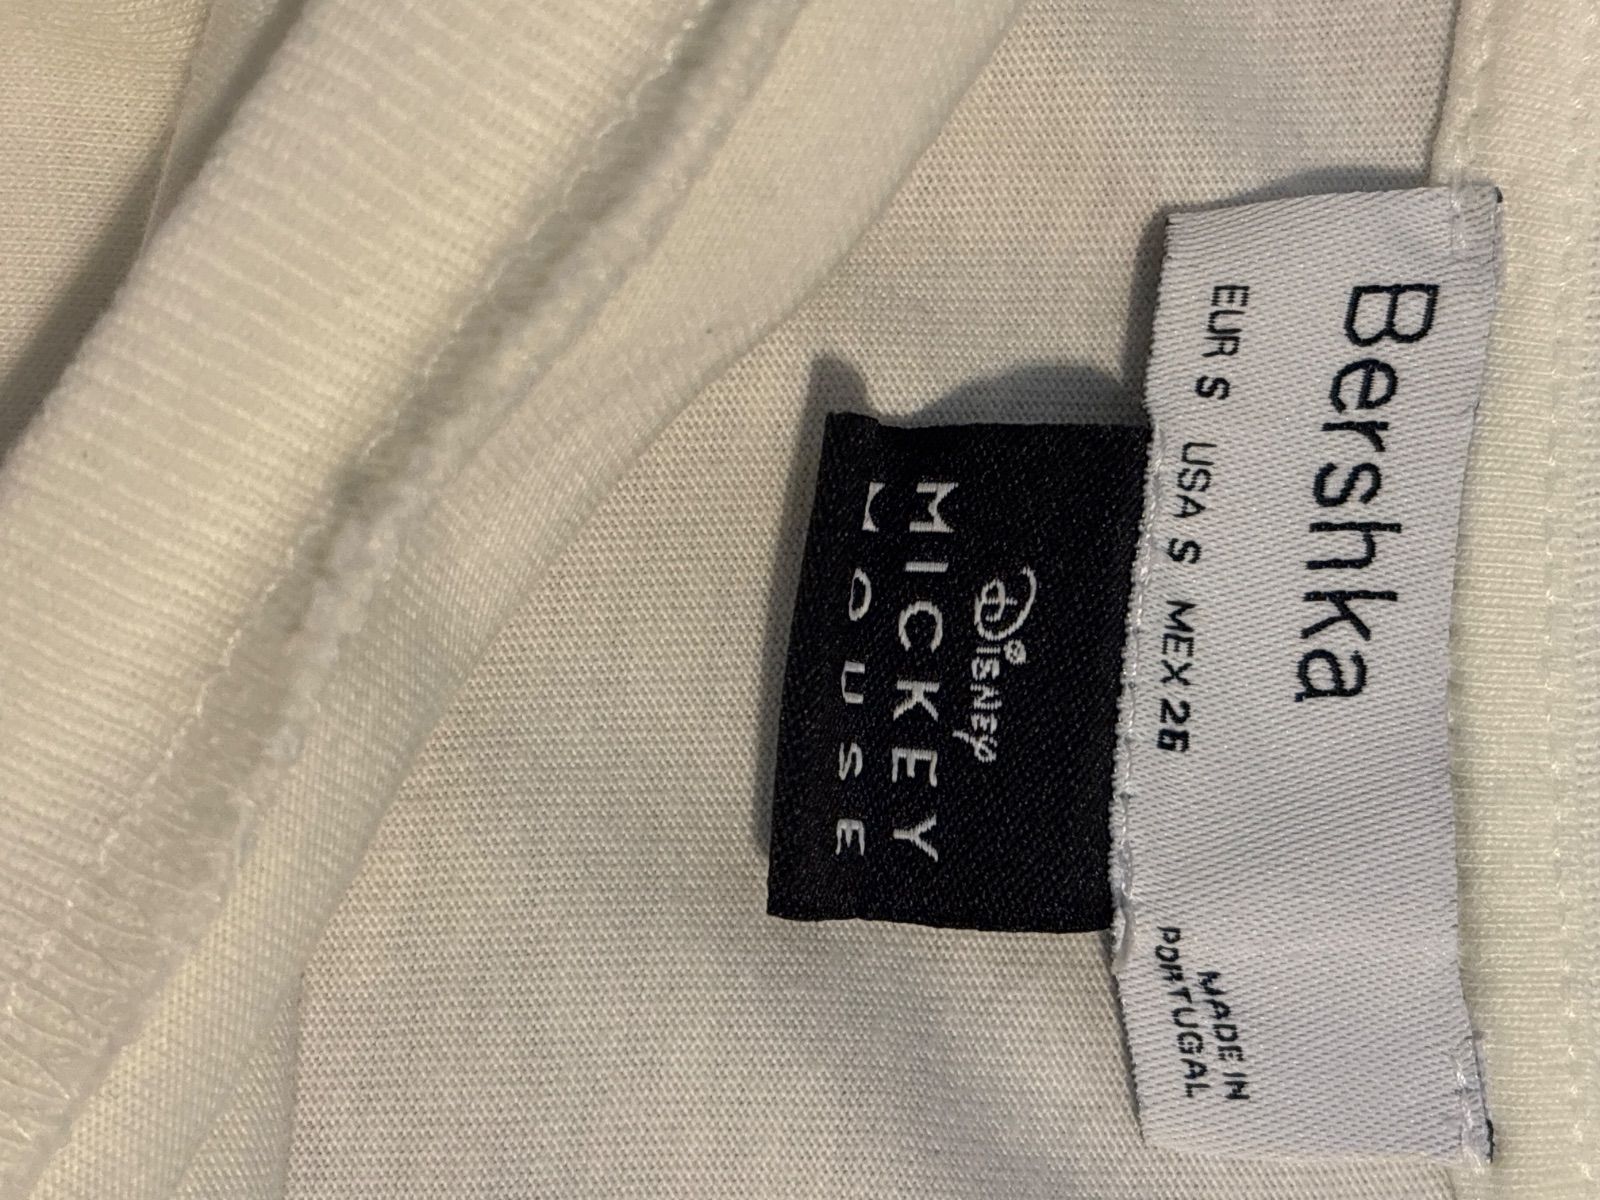 Bershka
EUR S USA S MEX 26
MADE IN
PORTUGAL
Disney
MICKEY
MOUSE